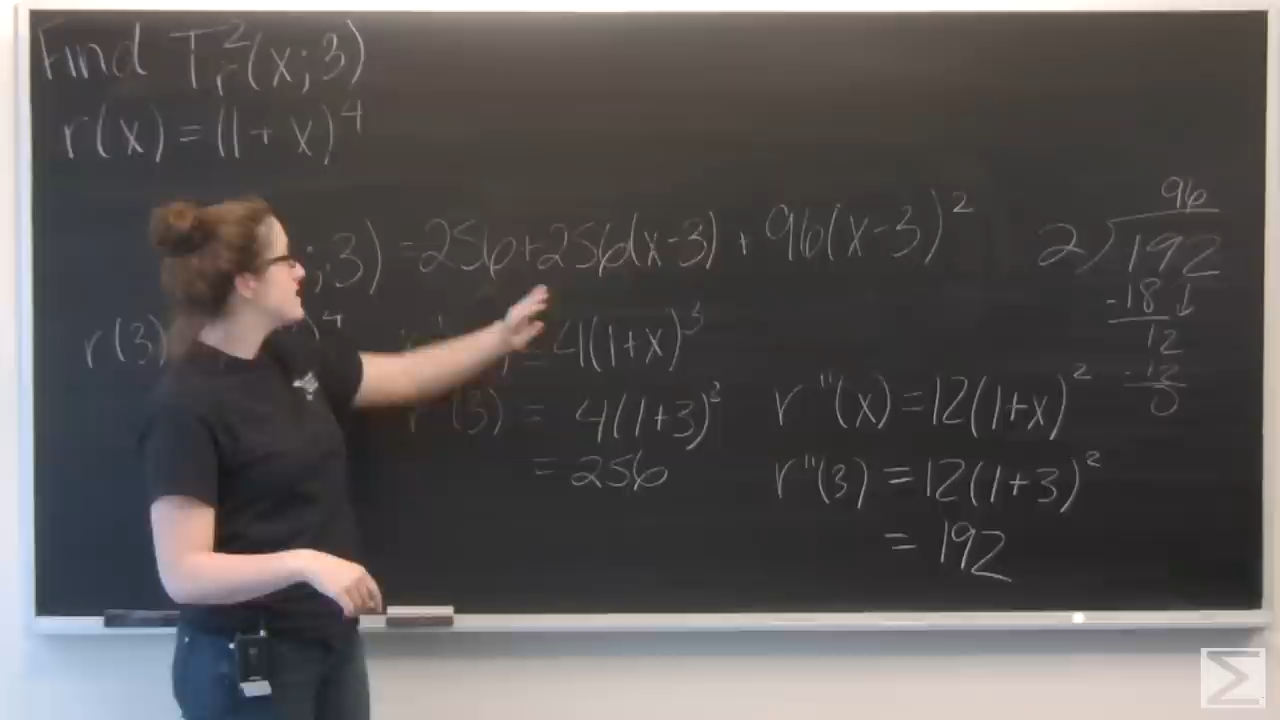 Find T_r^2(x;3)
r(x) = (1+x)^4
;3) = 256+256(x-3) + 96(x-3)^2
r(3) )^4
= 4(1+x)^3
(3) = 4(1+3)^3
= 256
r''(x) = 12(1+x)^2
r''(3) = 12(1+3)^2
= 192
96
2)192
-18↓
12
-12
0
Σ